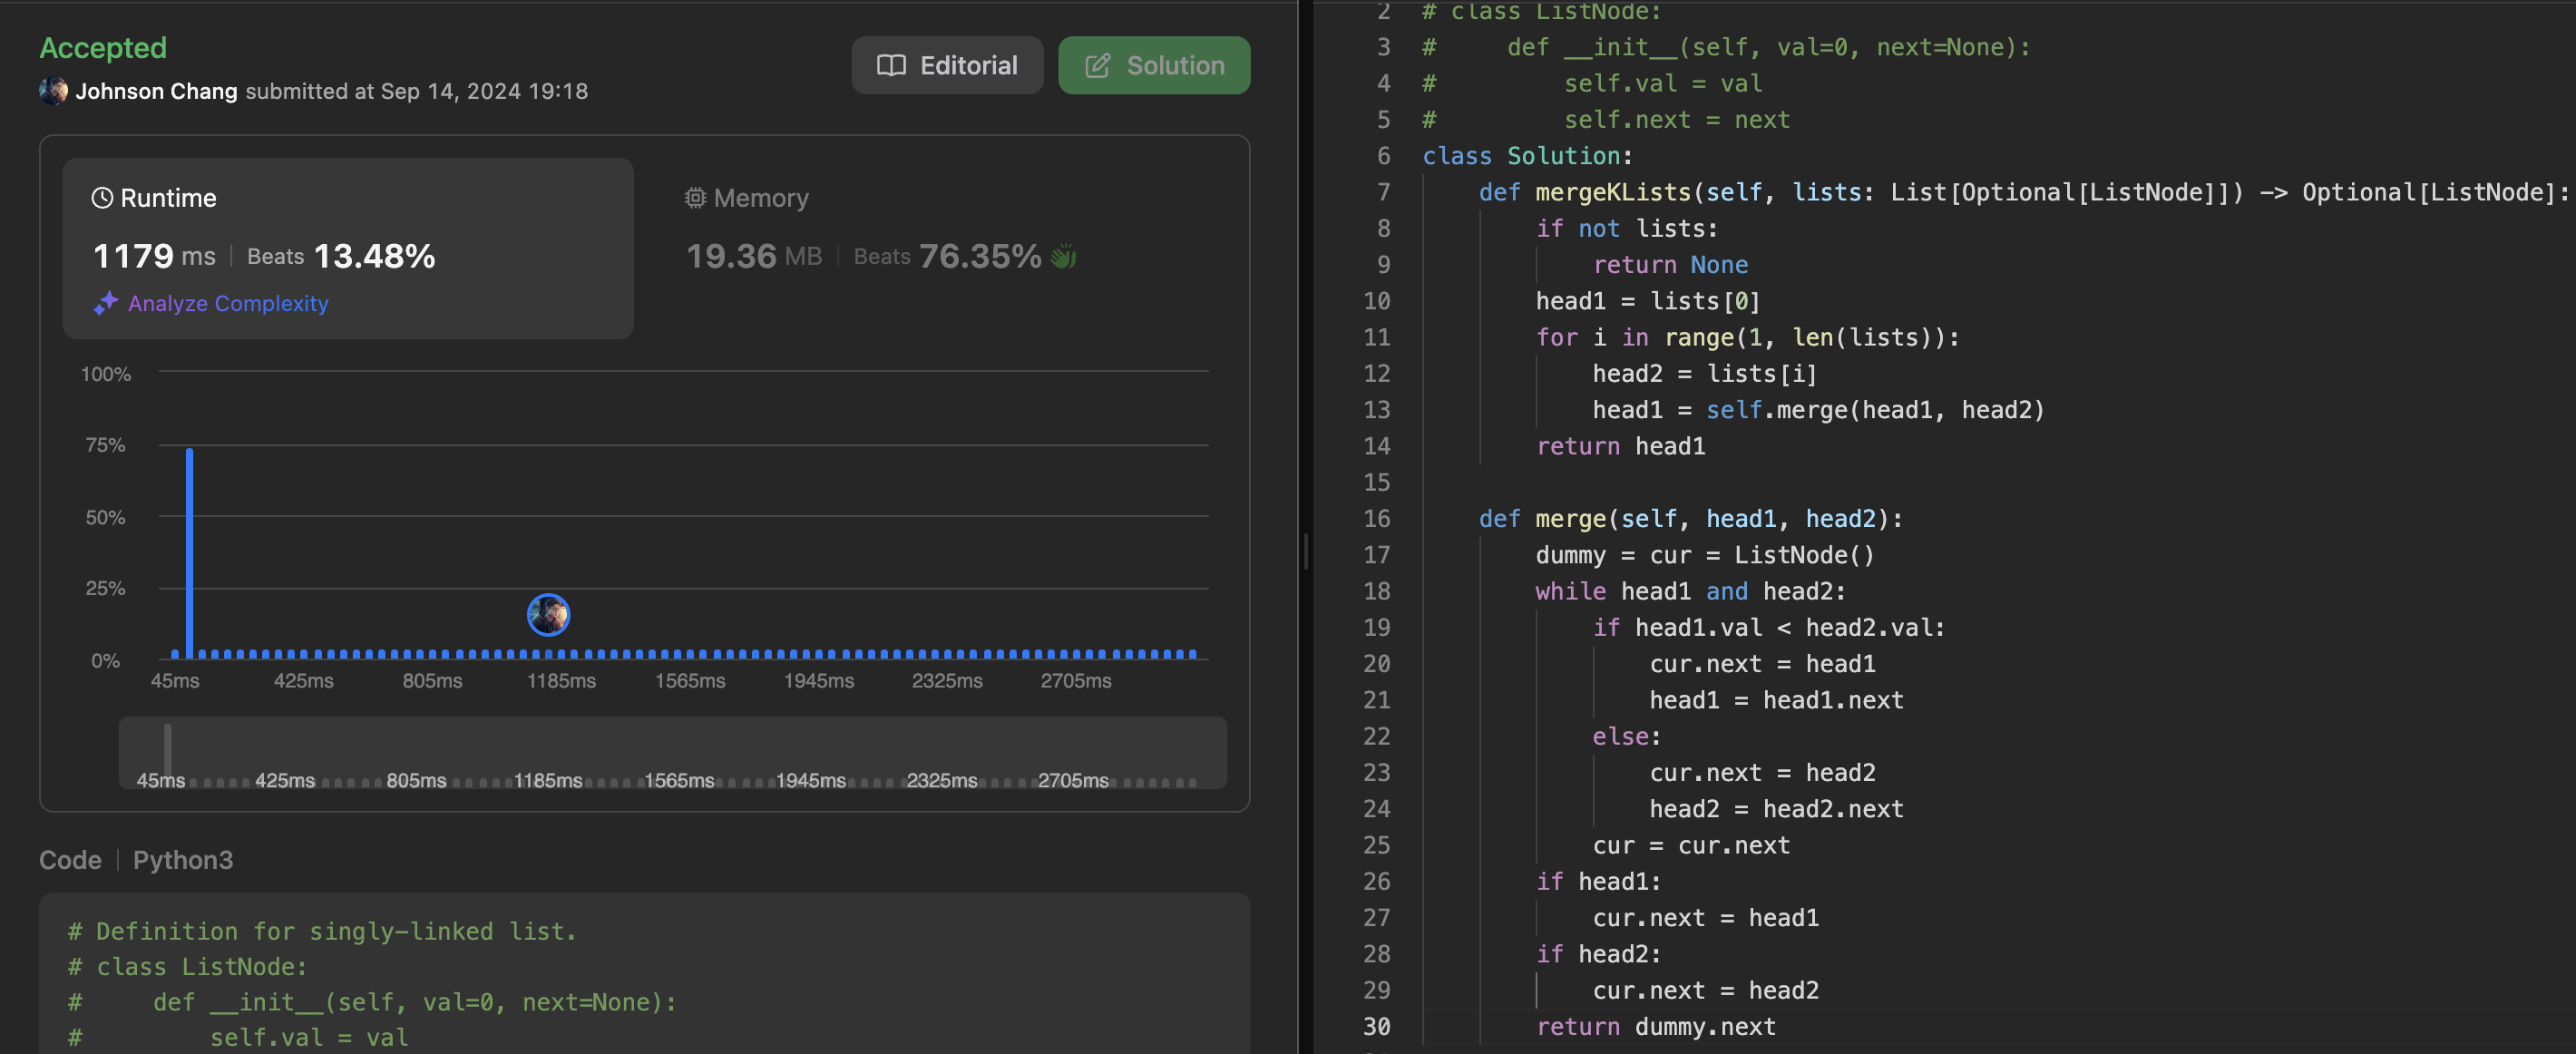 Accepted
Johnson Chang submitted at Sep 14, 2024 19:18
Editorial
Solution
Runtime
1179 ms | Beats 13.48%
Analyze Complexity
Memory
19.36 MB | Beats 76.35%
100%
75%
50%
25%
0%
45ms 425ms 805ms 1185ms 1565ms 1945ms 2325ms 2705ms
45ms 425ms 805ms 1185ms 1565ms 1945ms 2325ms 2705ms
Code | Python3
# Definition for singly-linked list.
# class ListNode:
#     def __init__(self, val=0, next=None):
#         self.val = val
2 # class ListNode:
3 #     def __init__(self, val=0, next=None):
4 #         self.val = val
5 #         self.next = next
6 class Solution:
7     def mergeKLists(self, lists: List[Optional[ListNode]]) -> Optional[ListNode]:
8         if not lists:
9             return None
10         head1 = lists[0]
11         for i in range(1, len(lists)):
12             head2 = lists[i]
13             head1 = self.merge(head1, head2)
14         return head1
15
16     def merge(self, head1, head2):
17         dummy = cur = ListNode()
18         while head1 and head2:
19             if head1.val < head2.val:
20                 cur.next = head1
21                 head1 = head1.next
22             else:
23                 cur.next = head2
24                 head2 = head2.next
25             cur = cur.next
26         if head1:
27             cur.next = head1
28         if head2:
29             cur.next = head2
30         return dummy.next